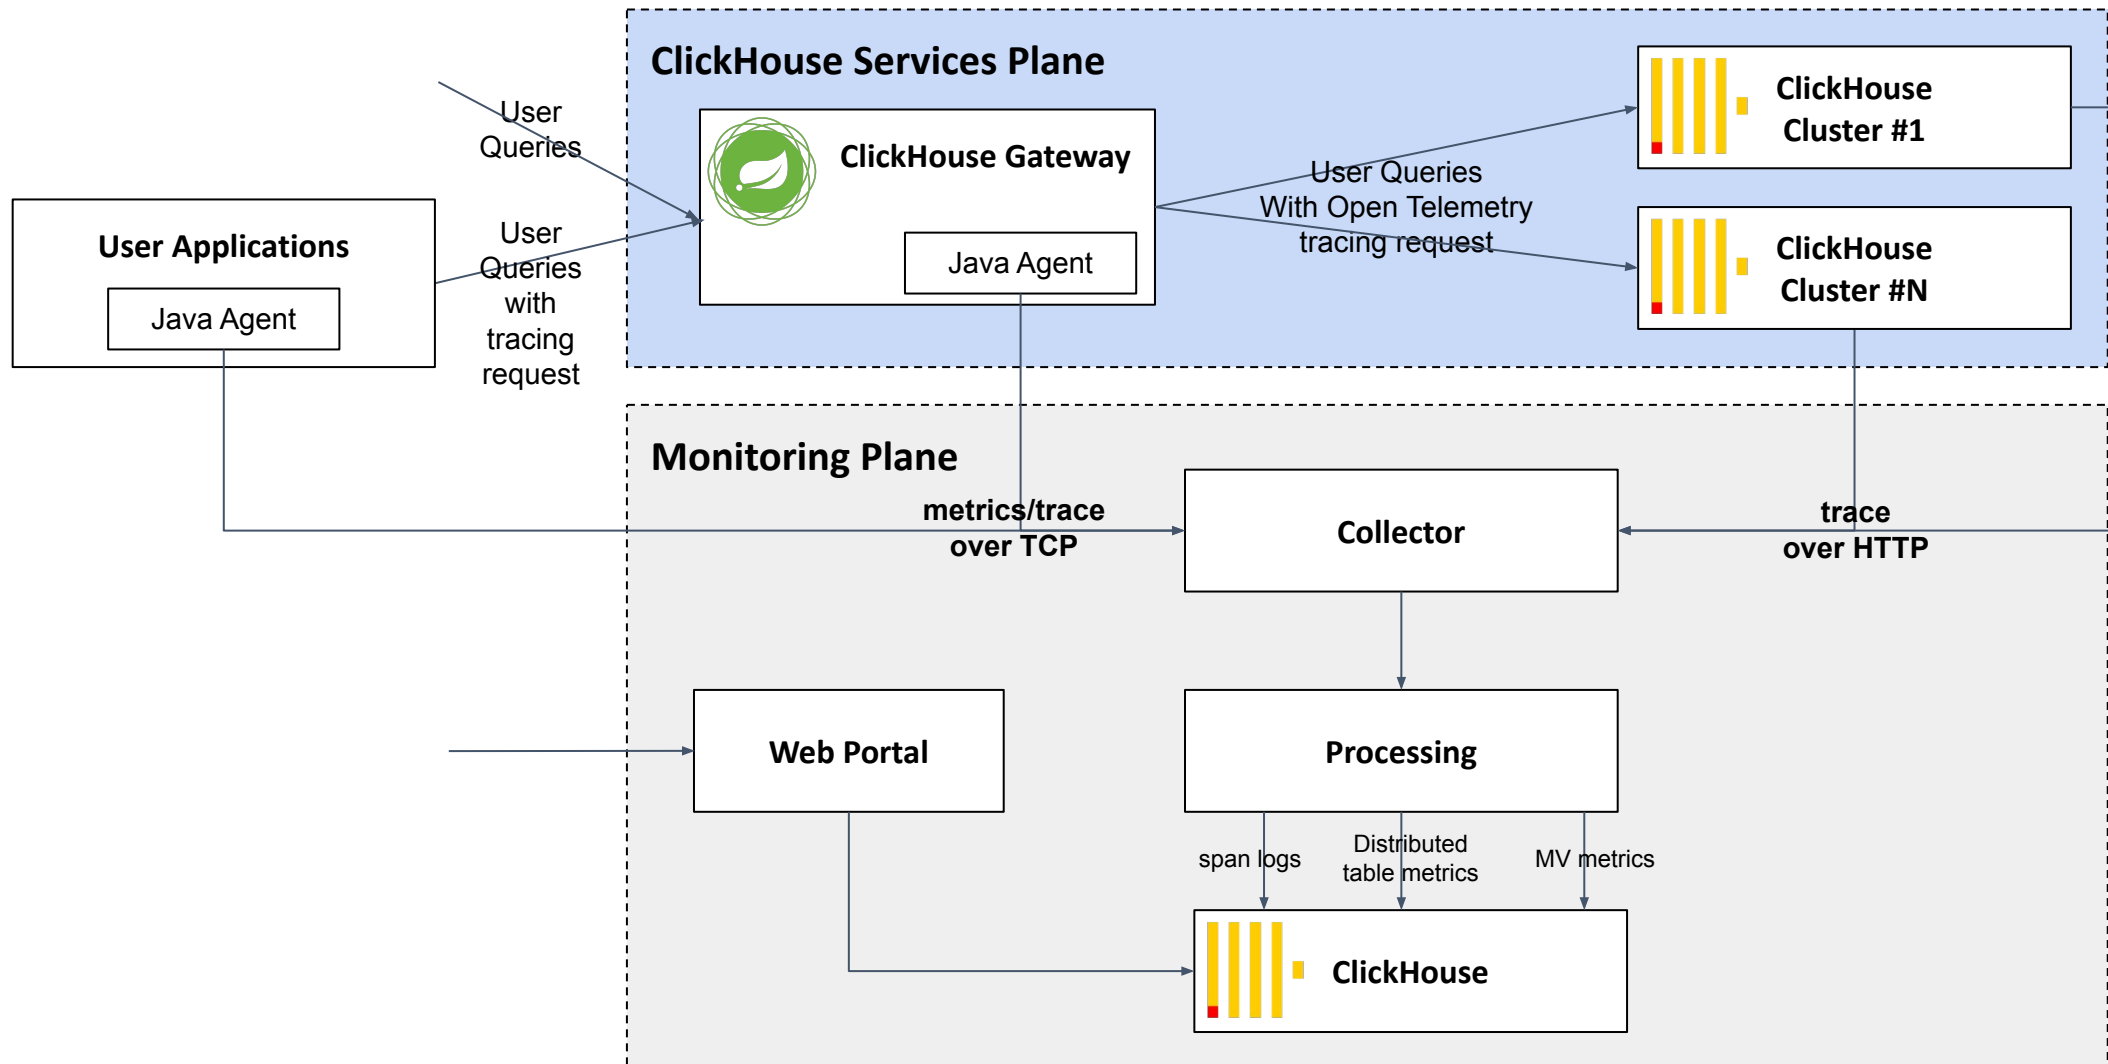 ClickHouse Services Plane
User
Queries
ClickHouse Gateway
Java Agent
User Applications
Java Agent
User
Queries
with
tracing
request
User Queries
With Open Telemetry
tracing request
ClickHouse
Cluster #1
ClickHouse
Cluster #N
Monitoring Plane
metrics/trace
over TCP
Collector
trace
over HTTP
Web Portal
Processing
span logs
Distributed
table metrics
MV metrics
ClickHouse